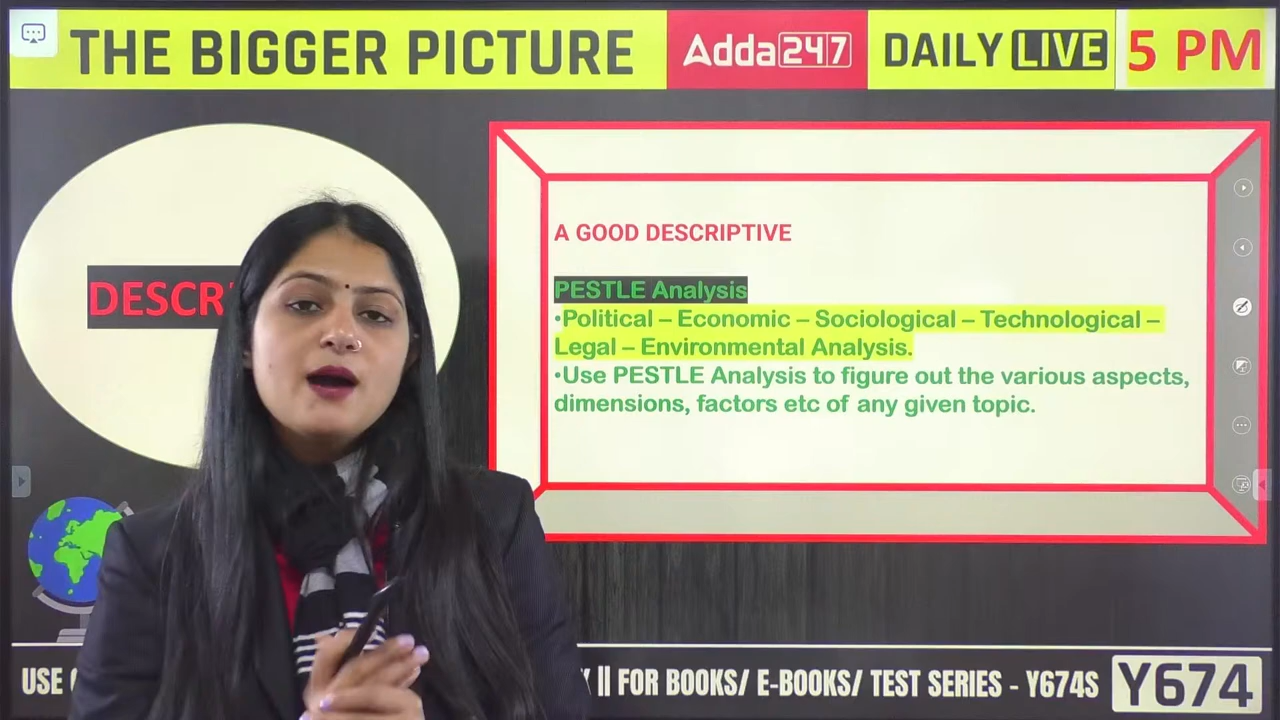 THE BIGGER PICTURE
Adda247
DAILY LIVE
5 PM
DESCR
A GOOD DESCRIPTIVE
PESTLE Analysis
•Political – Economic – Sociological – Technological –
Legal – Environmental Analysis.
•Use PESTLE Analysis to figure out the various aspects,
dimensions, factors etc of any given topic.
USE
|| FOR BOOKS/ E-BOOKS/ TEST SERIES - Y674S
Y674